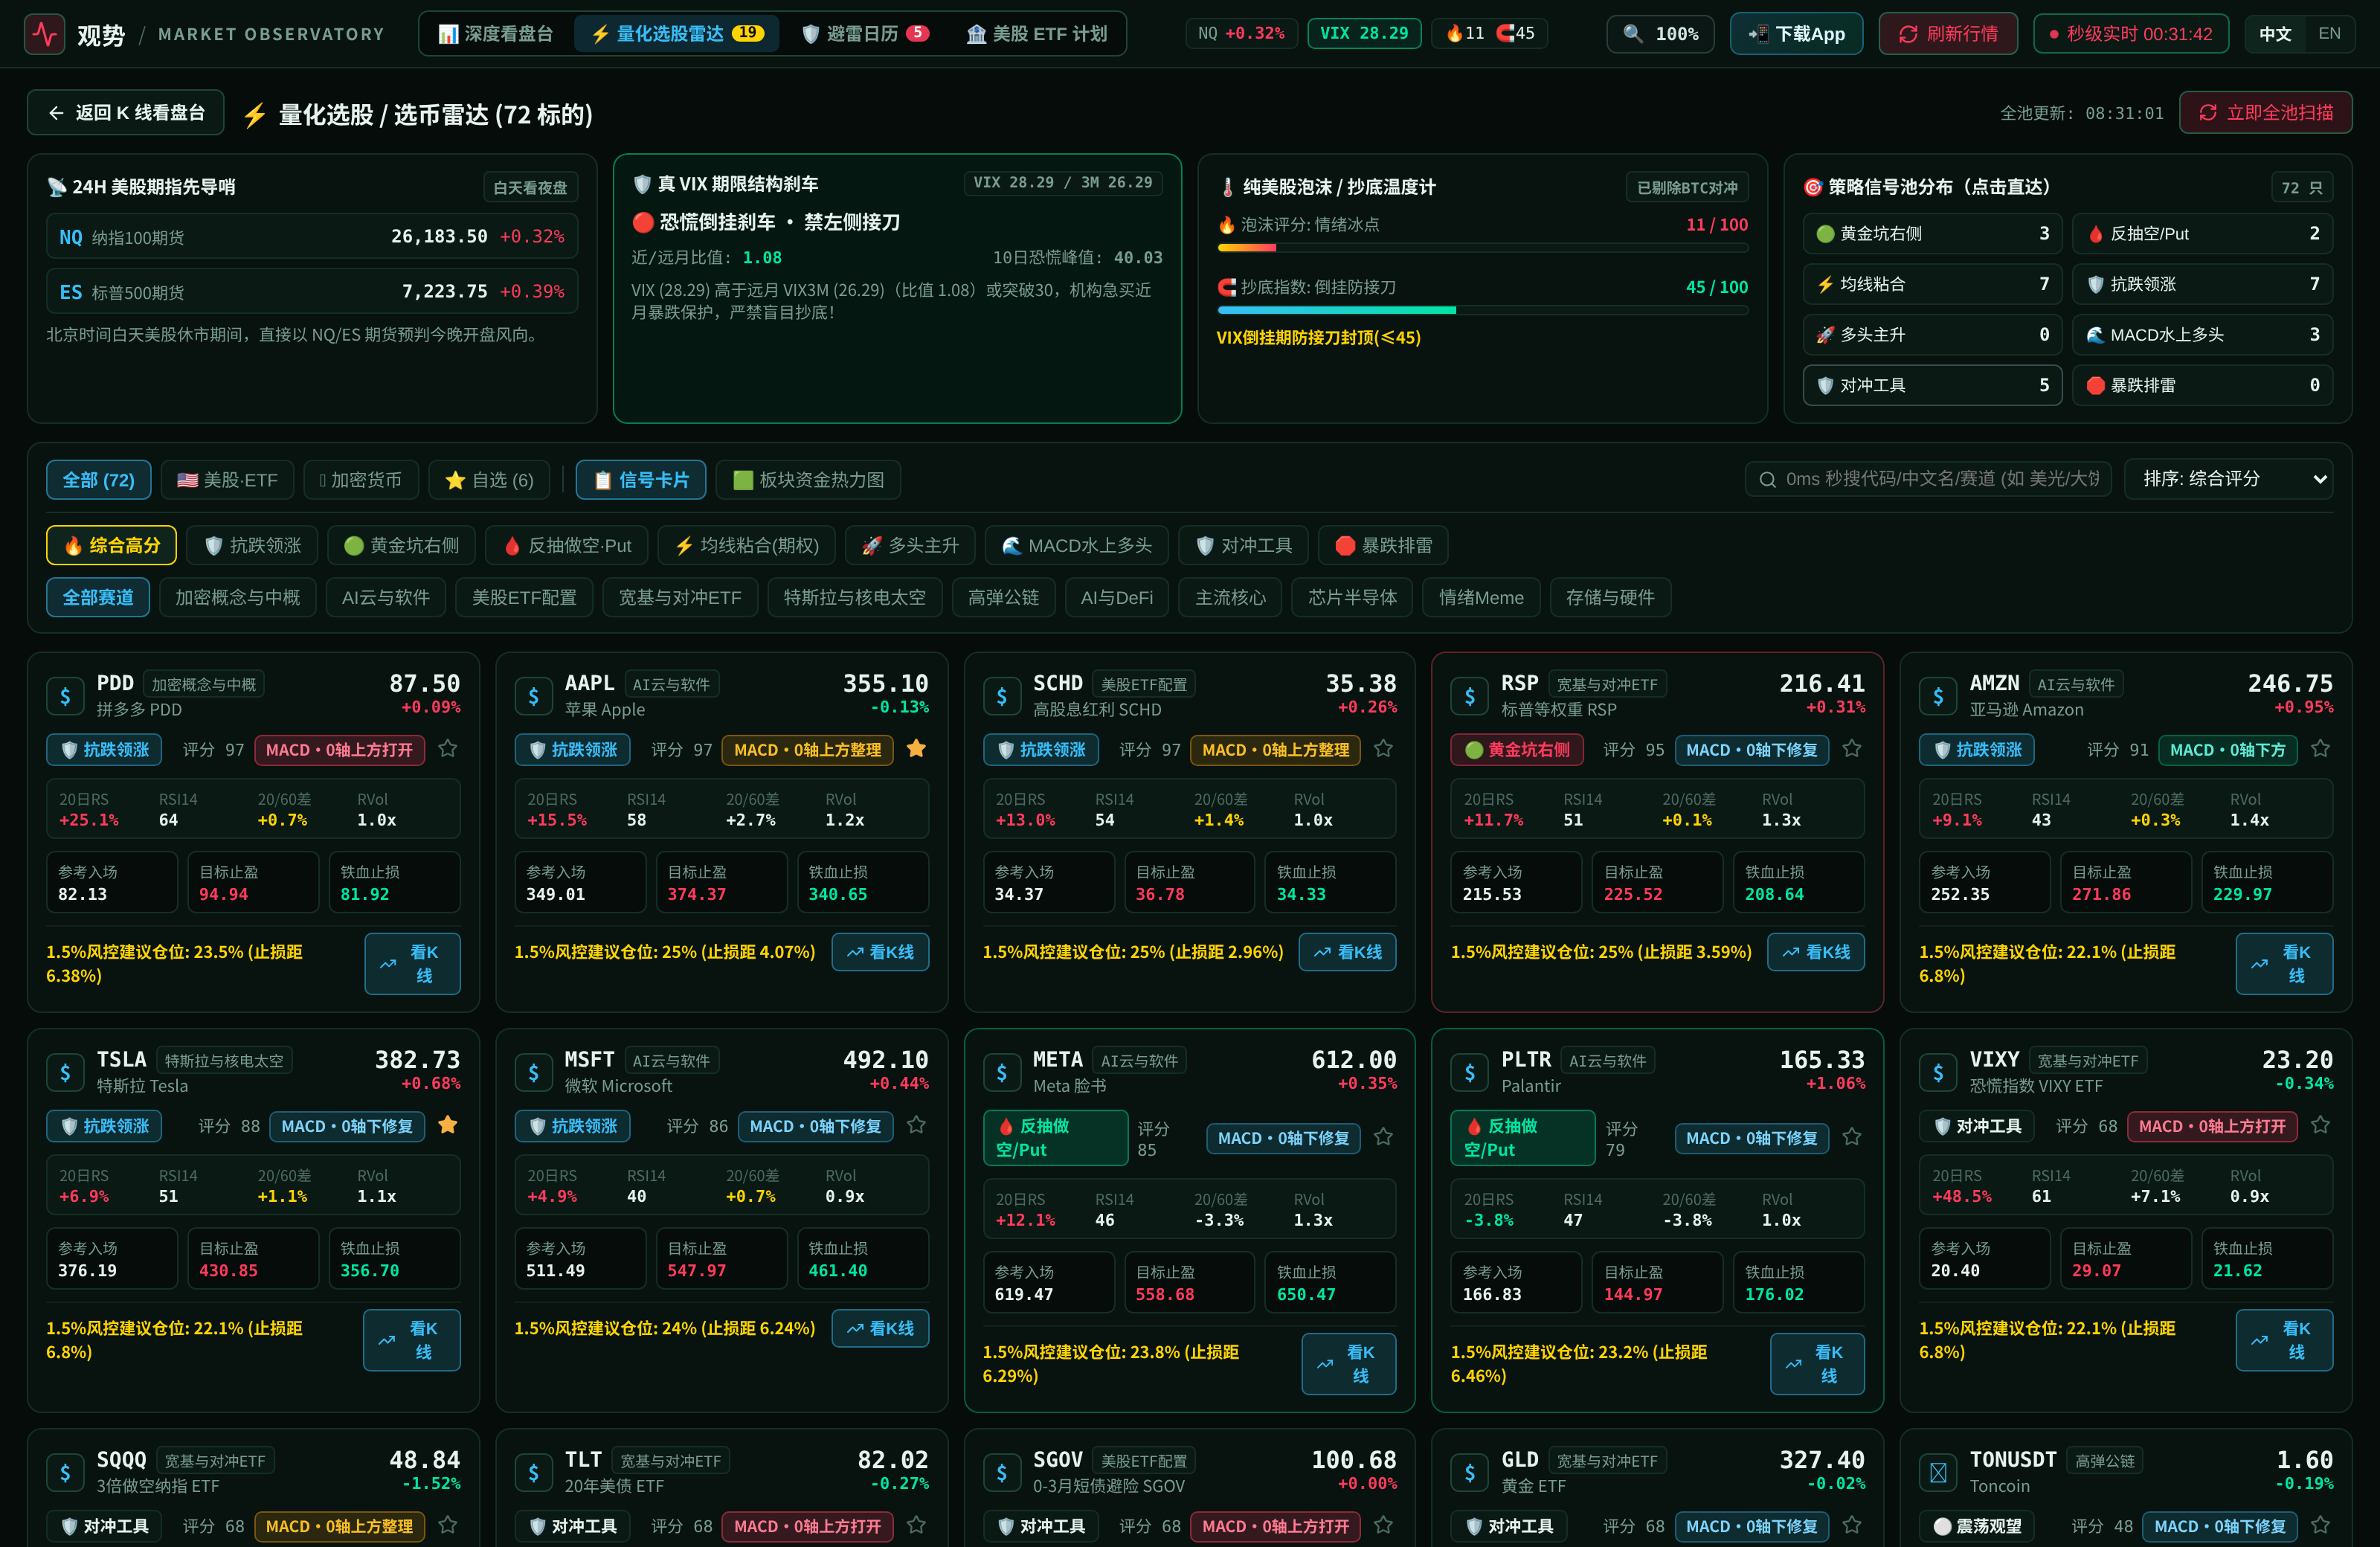 观势 / MARKET OBSERVATORY
📊 深度看盘台
⚡ 量化选股雷达 19
🛡️ 避雷日历 5
🏦 美股 ETF 计划
NQ +0.32%
VIX 28.29
🔥11 🧲45
🔍 100%
📲 下载App
刷新行情
秒级实时 00:31:42
中文 EN
返回 K 线看盘台
⚡ 量化选股 / 选币雷达 (72 标的)
全池更新: 08:31:01
立即全池扫描
📡 24H 美股期指先导哨
白天看夜盘
NQ 纳指100期货 26,183.50 +0.32%
ES 标普500期货 7,223.75 +0.39%
北京时间白天美股休市期间，直接以 NQ/ES 期货预判今晚开盘风向。
🛡️ 真 VIX 期限结构刹车
VIX 28.29 / 3M 26.29
🔴 恐慌倒挂刹车 · 禁左侧接刀
近/远月比值: 1.08
10日恐慌峰值: 40.03
VIX (28.29) 高于远月 VIX3M (26.29)（比值 1.08）或突破30，机构急买近
月暴跌保护，严禁盲目抄底！
🌡️ 纯美股泡沫 / 抄底温度计
已剔除BTC对冲
🔥 泡沫评分: 情绪冰点 11 / 100
🧲 抄底指数: 倒挂防接刀 45 / 100
VIX倒挂期防接刀封顶(≤45)
🎯 策略信号池分布（点击直达）
72 只
🟢 黄金坑右侧 3
🩸 反抽空/Put 2
⚡ 均线粘合 7
🛡️ 抗跌领涨 7
🚀 多头主升 0
🌊 MACD水上多头 3
🛡️ 对冲工具 5
🛑 暴跌排雷 0
全部 (72)
🇺🇸 美股·ETF
加密货币
⭐ 自选 (6)
📋 信号卡片
🟩 板块资金热力图
0ms 秒搜代码/中文名/赛道 (如 美光/大饼
排序: 综合评分
🔥 综合高分
🛡️ 抗跌领涨
🟢 黄金坑右侧
🩸 反抽做空·Put
⚡ 均线粘合(期权)
🚀 多头主升
🌊 MACD水上多头
🛡️ 对冲工具
🛑 暴跌排雷
全部赛道
加密概念与中概
AI云与软件
美股ETF配置
宽基与对冲ETF
特斯拉与核电太空
高弹公链
AI与DeFi
主流核心
芯片半导体
情绪Meme
存储与硬件
$ PDD 加密概念与中概 87.50
拼多多 PDD +0.09%
🛡️ 抗跌领涨 评分 97 MACD·0轴上方打开
20日RS RSI14 20/60差 RVol
+25.1% 64 +0.7% 1.0x
参考入场 目标止盈 铁血止损
82.13 94.94 81.92
1.5%风控建议仓位: 23.5% (止损距
6.38%)
看K
线
$ AAPL AI云与软件 355.10
苹果 Apple -0.13%
🛡️ 抗跌领涨 评分 97 MACD·0轴上方整理
20日RS RSI14 20/60差 RVol
+15.5% 58 +2.7% 1.2x
参考入场 目标止盈 铁血止损
349.01 374.37 340.65
1.5%风控建议仓位: 25% (止损距 4.07%) 看K线
$ SCHD 美股ETF配置 35.38
高股息红利 SCHD +0.26%
🛡️ 抗跌领涨 评分 97 MACD·0轴上方整理
20日RS RSI14 20/60差 RVol
+13.0% 54 +1.4% 1.0x
参考入场 目标止盈 铁血止损
34.37 36.78 34.33
1.5%风控建议仓位: 25% (止损距 2.96%) 看K线
$ RSP 宽基与对冲ETF 216.41
标普等权重 RSP +0.31%
🟢 黄金坑右侧 评分 95 MACD·0轴下修复
20日RS RSI14 20/60差 RVol
+11.7% 51 +0.1% 1.3x
参考入场 目标止盈 铁血止损
215.53 225.52 208.64
1.5%风控建议仓位: 25% (止损距 3.59%) 看K线
$ AMZN AI云与软件 246.75
亚马逊 Amazon +0.95%
🛡️ 抗跌领涨 评分 91 MACD·0轴下方
20日RS RSI14 20/60差 RVol
+9.1% 43 +0.3% 1.4x
参考入场 目标止盈 铁血止损
252.35 271.86 229.97
1.5%风控建议仓位: 22.1% (止损距
6.8%)
看K
线
$ TSLA 特斯拉与核电太空 382.73
特斯拉 Tesla +0.68%
🛡️ 抗跌领涨 评分 88 MACD·0轴下修复
20日RS RSI14 20/60差 RVol
+6.9% 51 +1.1% 1.1x
参考入场 目标止盈 铁血止损
376.19 430.85 356.70
1.5%风控建议仓位: 22.1% (止损距
6.8%)
看K
线
$ MSFT AI云与软件 492.10
微软 Microsoft +0.44%
🛡️ 抗跌领涨 评分 86 MACD·0轴下修复
20日RS RSI14 20/60差 RVol
+4.9% 40 +0.7% 0.9x
参考入场 目标止盈 铁血止损
511.49 547.97 461.40
1.5%风控建议仓位: 24% (止损距 6.24%) 看K线
$ META AI云与软件 612.00
Meta 脸书 +0.35%
🩸 反抽做
空/Put
评分
85
MACD·0轴下修复
20日RS RSI14 20/60差 RVol
+12.1% 46 -3.3% 1.3x
参考入场 目标止盈 铁血止损
619.47 558.68 650.47
1.5%风控建议仓位: 23.8% (止损距
6.29%)
看K
线
$ PLTR AI云与软件 165.33
Palantir +1.06%
🩸 反抽做
空/Put
评分
79
MACD·0轴下修复
20日RS RSI14 20/60差 RVol
-3.8% 47 -3.8% 1.0x
参考入场 目标止盈 铁血止损
166.83 144.97 176.02
1.5%风控建议仓位: 23.2% (止损距
6.46%)
看K
线
$ VIXY 宽基与对冲ETF 23.20
恐慌指数 VIXY ETF -0.34%
🛡️ 对冲工具 评分 68 MACD·0轴上方打开
20日RS RSI14 20/60差 RVol
+48.5% 61 +7.1% 0.9x
参考入场 目标止盈 铁血止损
20.40 29.07 21.62
1.5%风控建议仓位: 22.1% (止损距
6.8%)
看K
线
$ SQQQ 宽基与对冲ETF 48.84
3倍做空纳指 ETF -1.52%
🛡️ 对冲工具 评分 68 MACD·0轴上方整理
$ TLT 宽基与对冲ETF 82.02
20年美债 ETF -0.27%
🛡️ 对冲工具 评分 68 MACD·0轴上方打开
$ SGOV 美股ETF配置 100.68
0-3月短债避险 SGOV +0.00%
🛡️ 对冲工具 评分 68 MACD·0轴上方打开
$ GLD 宽基与对冲ETF 327.40
黄金 ETF -0.02%
🛡️ 对冲工具 评分 68 MACD·0轴下修复
TONUSDT 高弹公链 1.60
Toncoin -0.19%
⚪ 震荡观望 评分 48 MACD·0轴下修复